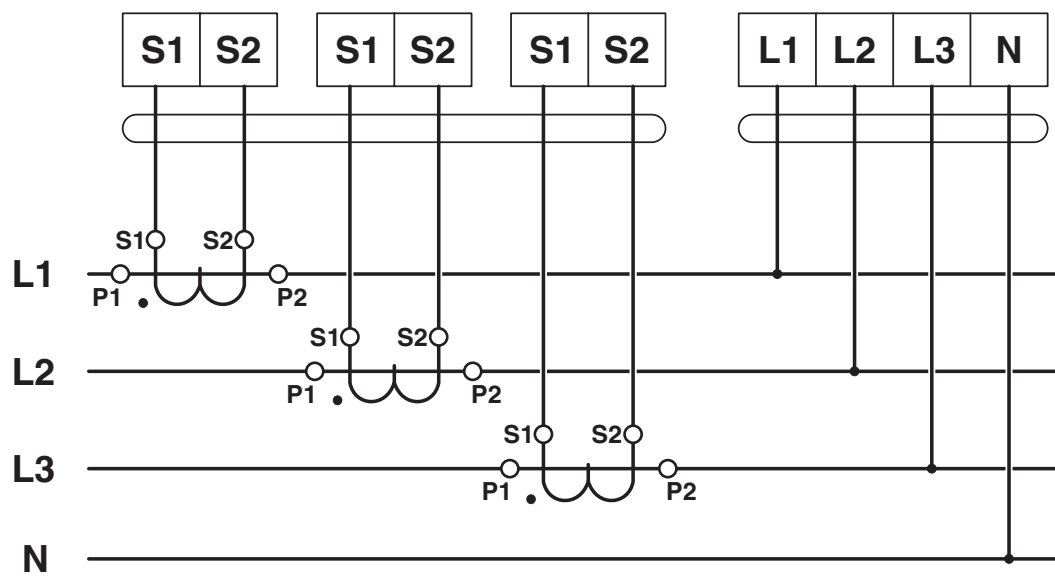 S1 S2 S1 S2 S1 S2 L1 L2 L3 N
S1 S2
L1
P1 P2
S1 S2
L2
P1 P2
S1 S2
L3
P1 P2
N